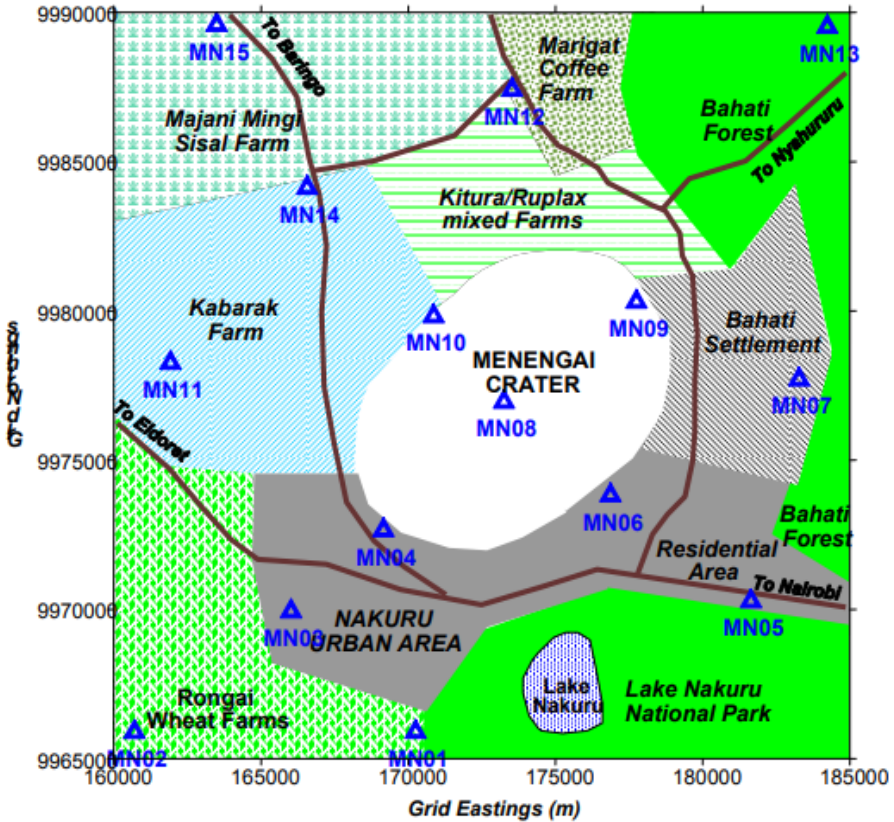 9990000
MN15
To Baringo
Marigat
Coffee
Farm
MN13
MN12
Majani Mingi
Sisal Farm
Bahati
Forest
To Nyahururu
9985000
MN14
Kitura/Ruplax
mixed Farms
9980000
Kabarak
Farm
MN10
MN09
Bahati
Settlement
MENENGAI
CRATER
MN11
MN08
MN07
To Eldoret
9975000
MN04
MN06
Bahati
Forest
Residential
Area
To Nairobi
9970000
MN03
NAKURU
URBAN AREA
MN05
Rongai
Wheat Farms
Lake
Nakuru
Lake Nakuru
National Park
9965000
MN02
MN01
160000 165000 170000 175000 180000 185000
Grid Eastings (m)